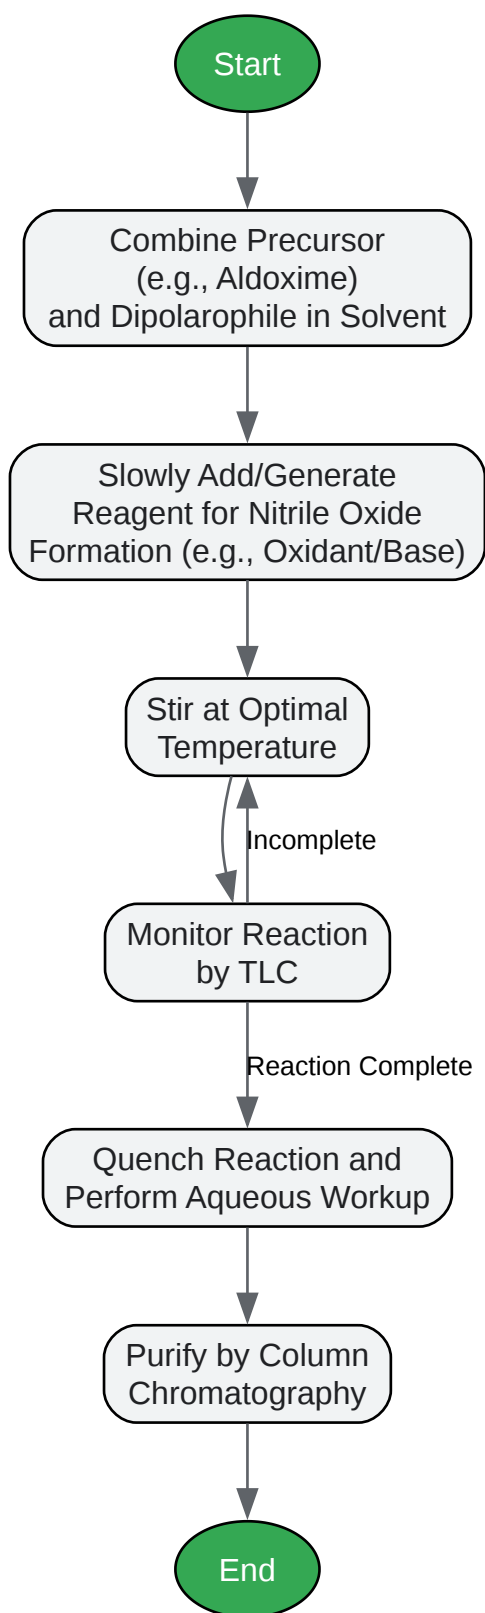 Start
Combine Precursor
(e.g., Aldoxime)
and Dipolarophile in Solvent
Slowly Add/Generate
Reagent for Nitrile Oxide
Formation (e.g., Oxidant/Base)
Stir at Optimal
Temperature
Incomplete
Monitor Reaction
by TLC
Reaction Complete
Quench Reaction and
Perform Aqueous Workup
Purify by Column
Chromatography
End